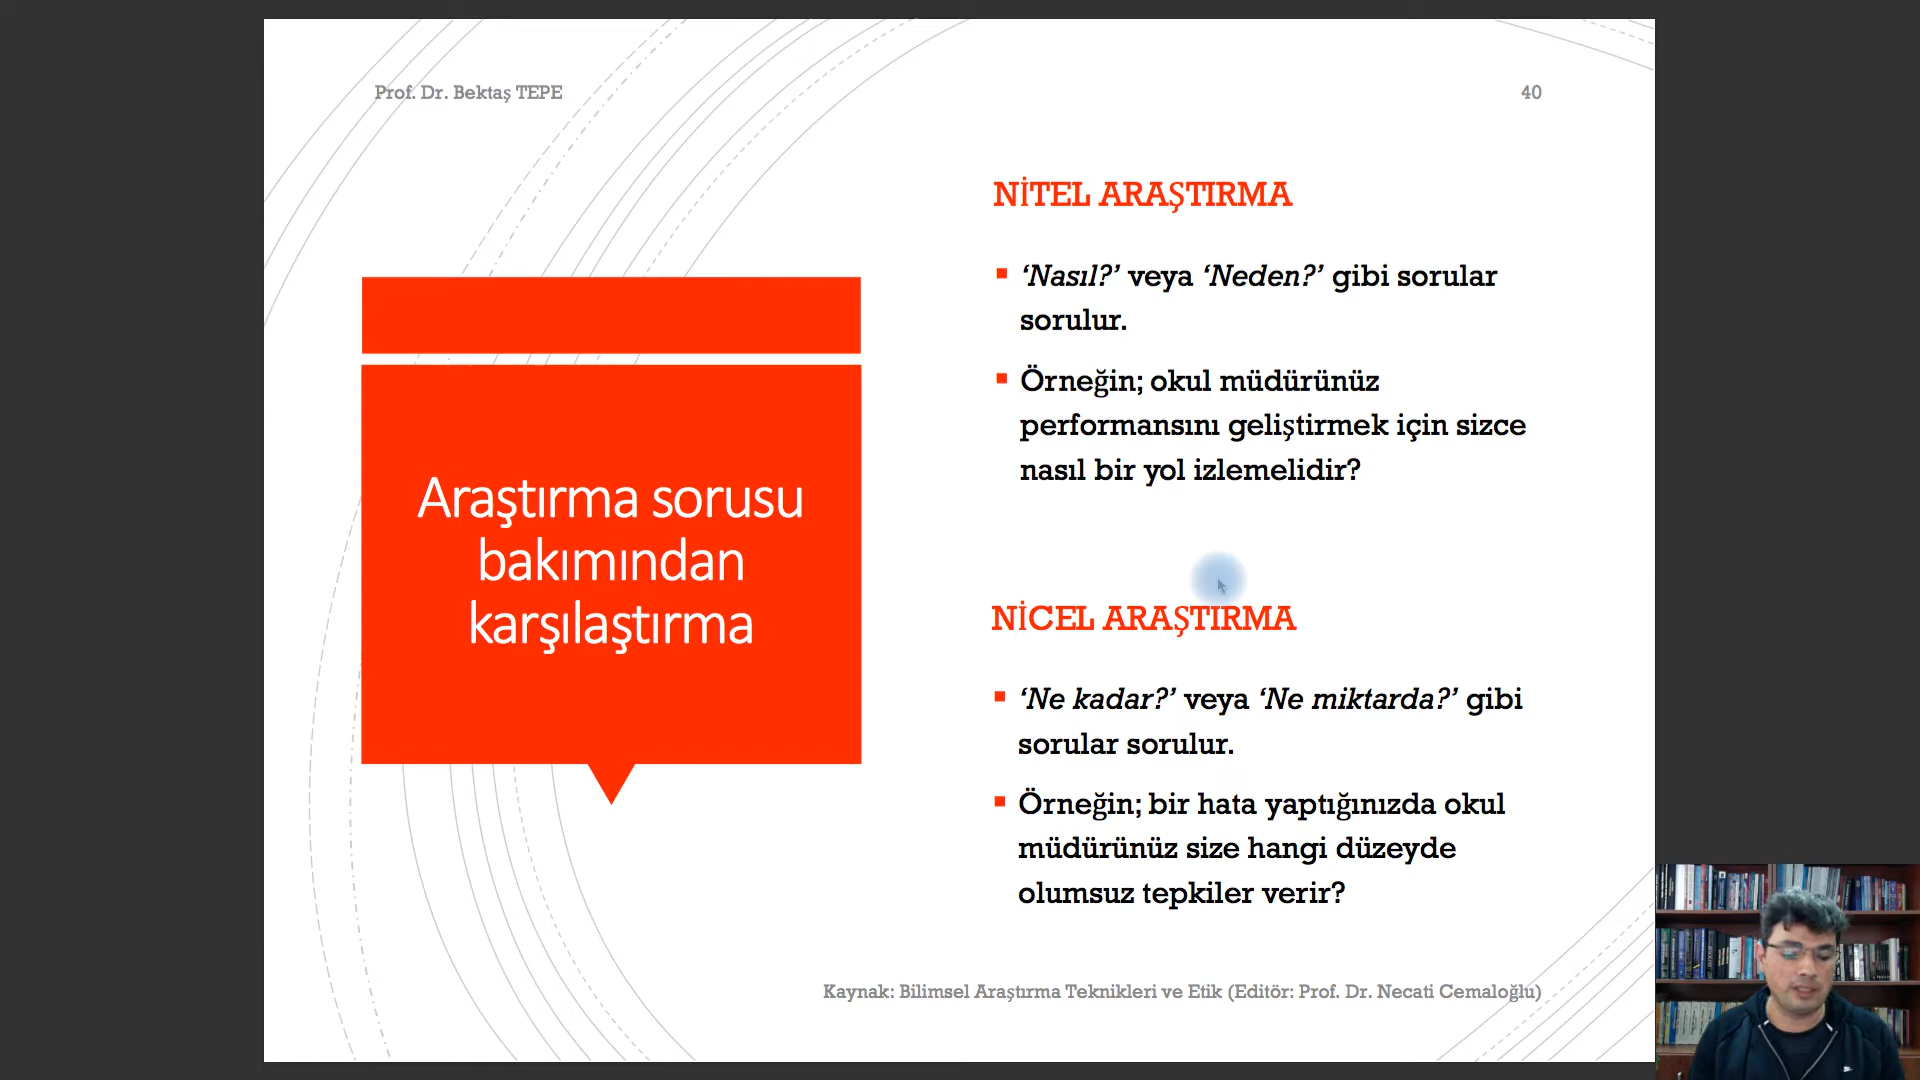 Prof. Dr. Bektaş TEPE
40
Araştırma sorusu
bakımından
karşılaştırma
NİTEL ARAŞTIRMA
‘Nasıl?’ veya ‘Neden?’ gibi sorular
sorulur.
Örneğin; okul müdürünüz
performansını geliştirmek için sizce
nasıl bir yol izlemelidir?
NİCEL ARAŞTIRMA
‘Ne kadar?’ veya ‘Ne miktarda?’ gibi
sorular sorulur.
Örneğin; bir hata yaptığınızda okul
müdürünüz size hangi düzeyde
olumsuz tepkiler verir?
Kaynak: Bilimsel Araştırma Teknikleri ve Etik (Editör: Prof. Dr. Necati Cemaloğlu)